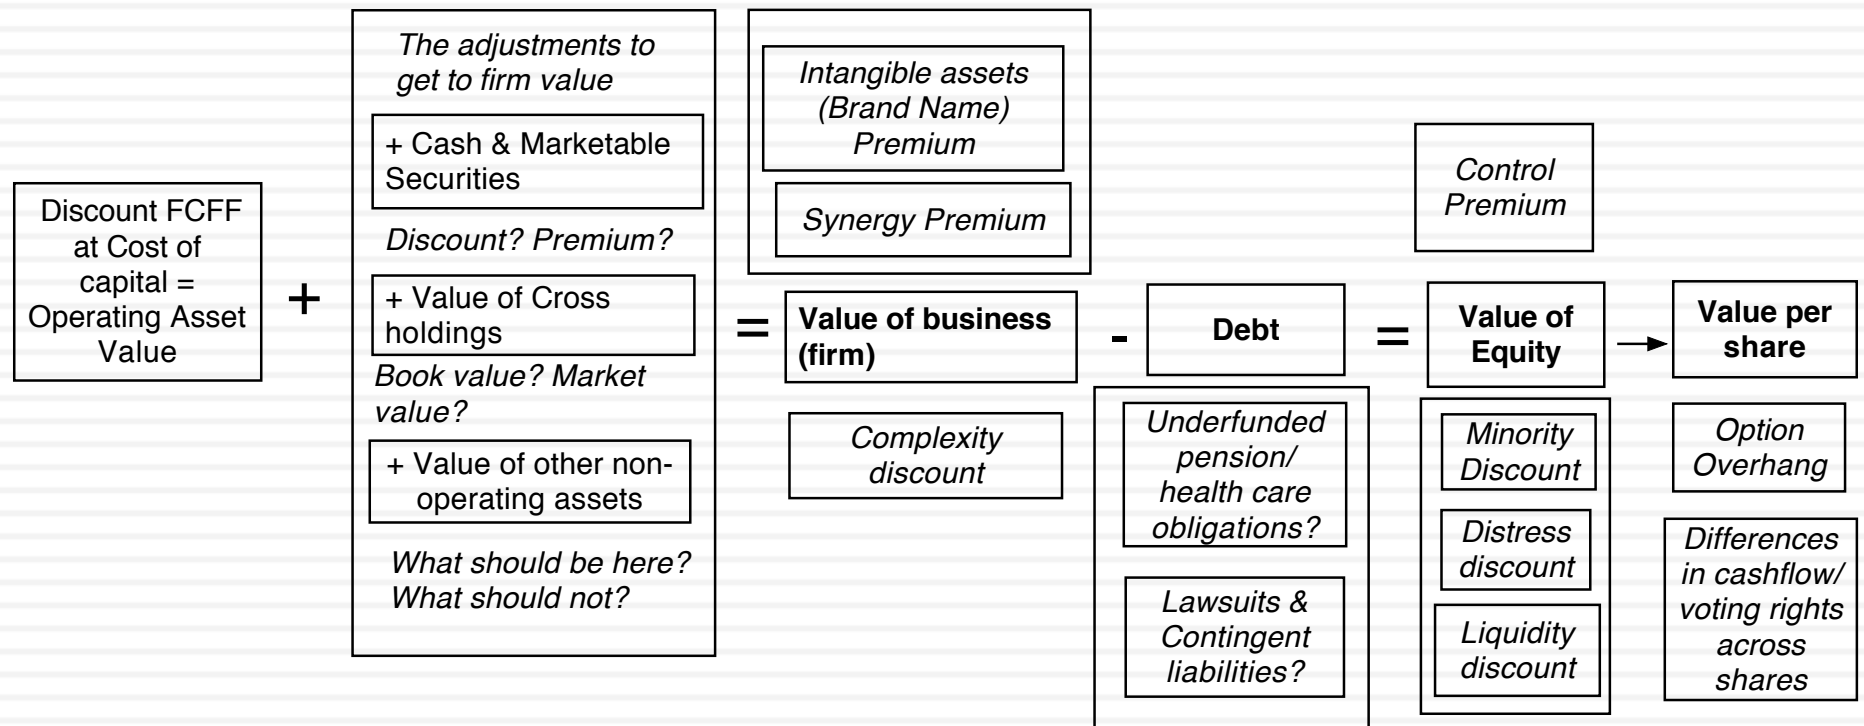 Discount FCFF
at Cost of
capital =
Operating Asset
Value
+
The adjustments to
get to firm value
+ Cash & Marketable
Securities
Discount? Premium?
+ Value of Cross
holdings
Book value? Market
value?
+ Value of other non-
operating assets
What should be here?
What should not?
=
Intangible assets
(Brand Name)
Premium
Synergy Premium
Value of business
(firm)
Complexity
discount
-
Debt
Underfunded
pension/
health care
obligations?
Lawsuits &
Contingent
liabilities?
=
Control
Premium
Value of
Equity
Minority
Discount
Distress
discount
Liquidity
discount
Value per
share
Option
Overhang
Differences
in cashflow/
voting rights
across
shares